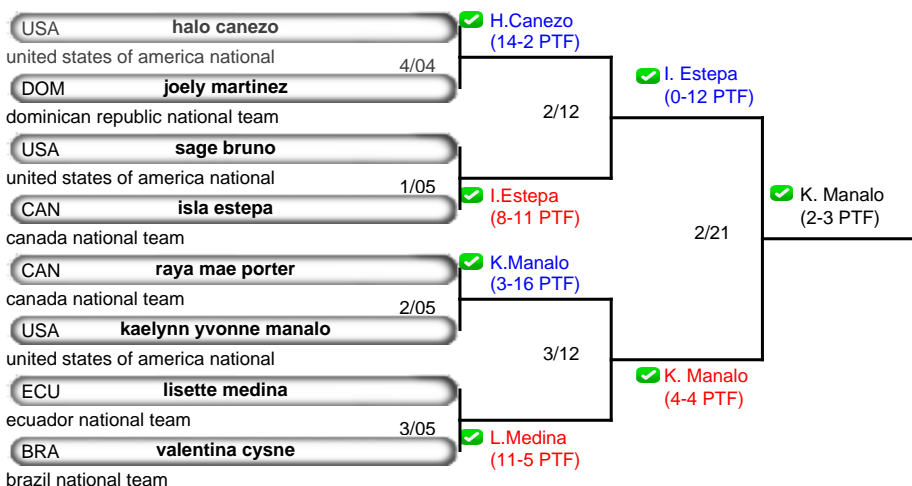 USA halo canezo
united states of america national
4/04
DOM joely martinez
dominican republic national team
USA sage bruno
united states of america national
1/05
CAN isla estepa
canada national team
CAN raya mae porter
canada national team
2/05
USA kaelynn yvonne manalo
united states of america national
ECU lisette medina
ecuador national team
3/05
BRA valentina cysne
brazil national team
H.Canezo
(14-2 PTF)
2/12
I.Estepa
(8-11 PTF)
K.Manalo
(3-16 PTF)
3/12
L.Medina
(11-5 PTF)
I. Estepa
(0-12 PTF)
2/21
K. Manalo
(4-4 PTF)
K. Manalo
(2-3 PTF)